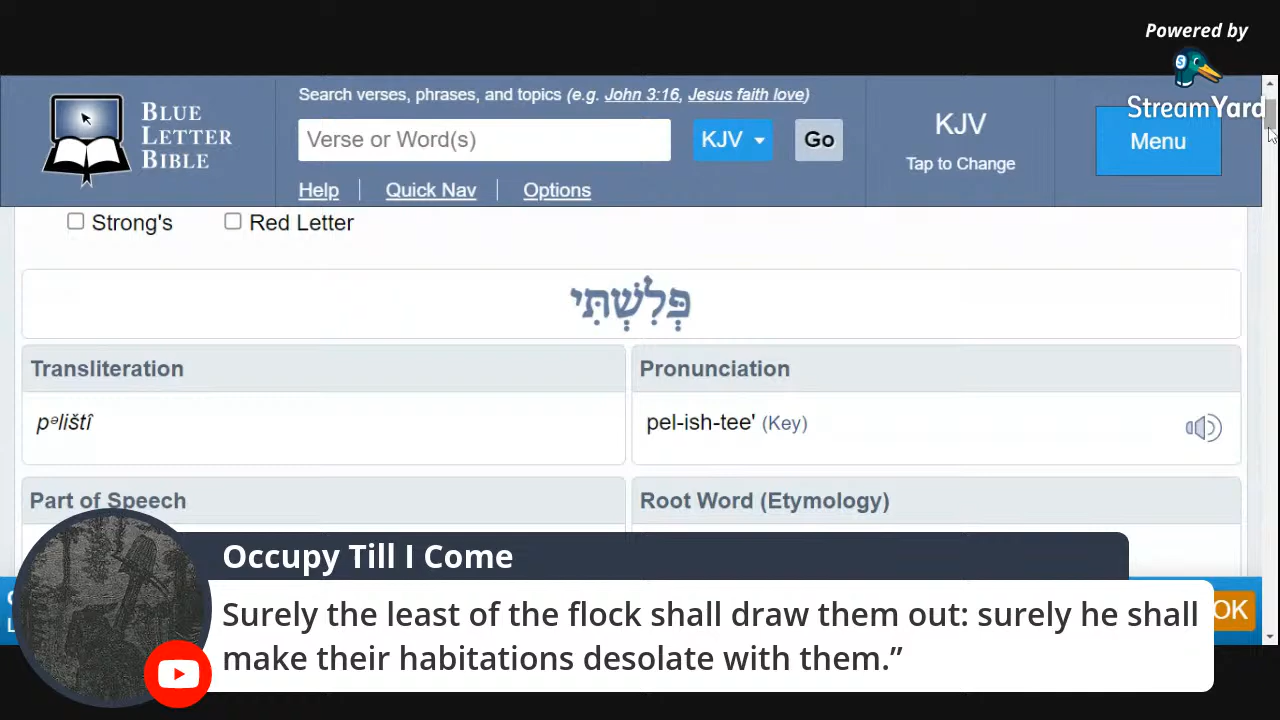 Powered by
StreamYard
BLUE
LETTER
BIBLE
Search verses, phrases, and topics (e.g. John 3:16, Jesus faith love)
Verse or Word(s)
KJV
Go
Help
Quick Nav
Options
KJV
Tap to Change
Menu
Strong's
Red Letter
פְּלִשְׁתִּי
Transliteration
pᵊlištî
Pronunciation
pel-ish-tee' (Key)
Part of Speech
Root Word (Etymology)
OK
Occupy Till I Come
Surely the least of the flock shall draw them out: surely he shall
make their habitations desolate with them.”